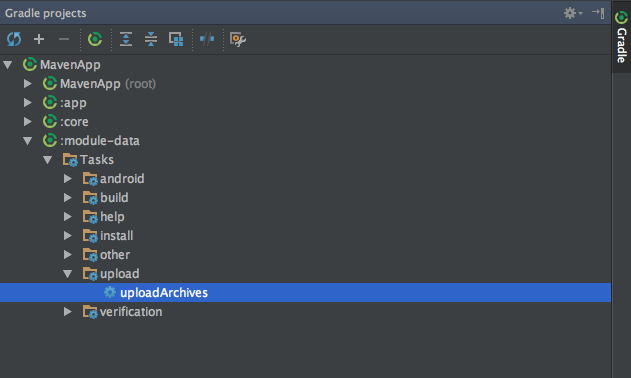 Gradle projects
Gradle
MavenApp
MavenApp (root)
:app
:core
:module-data
Tasks
android
build
help
install
other
upload
uploadArchives
verification